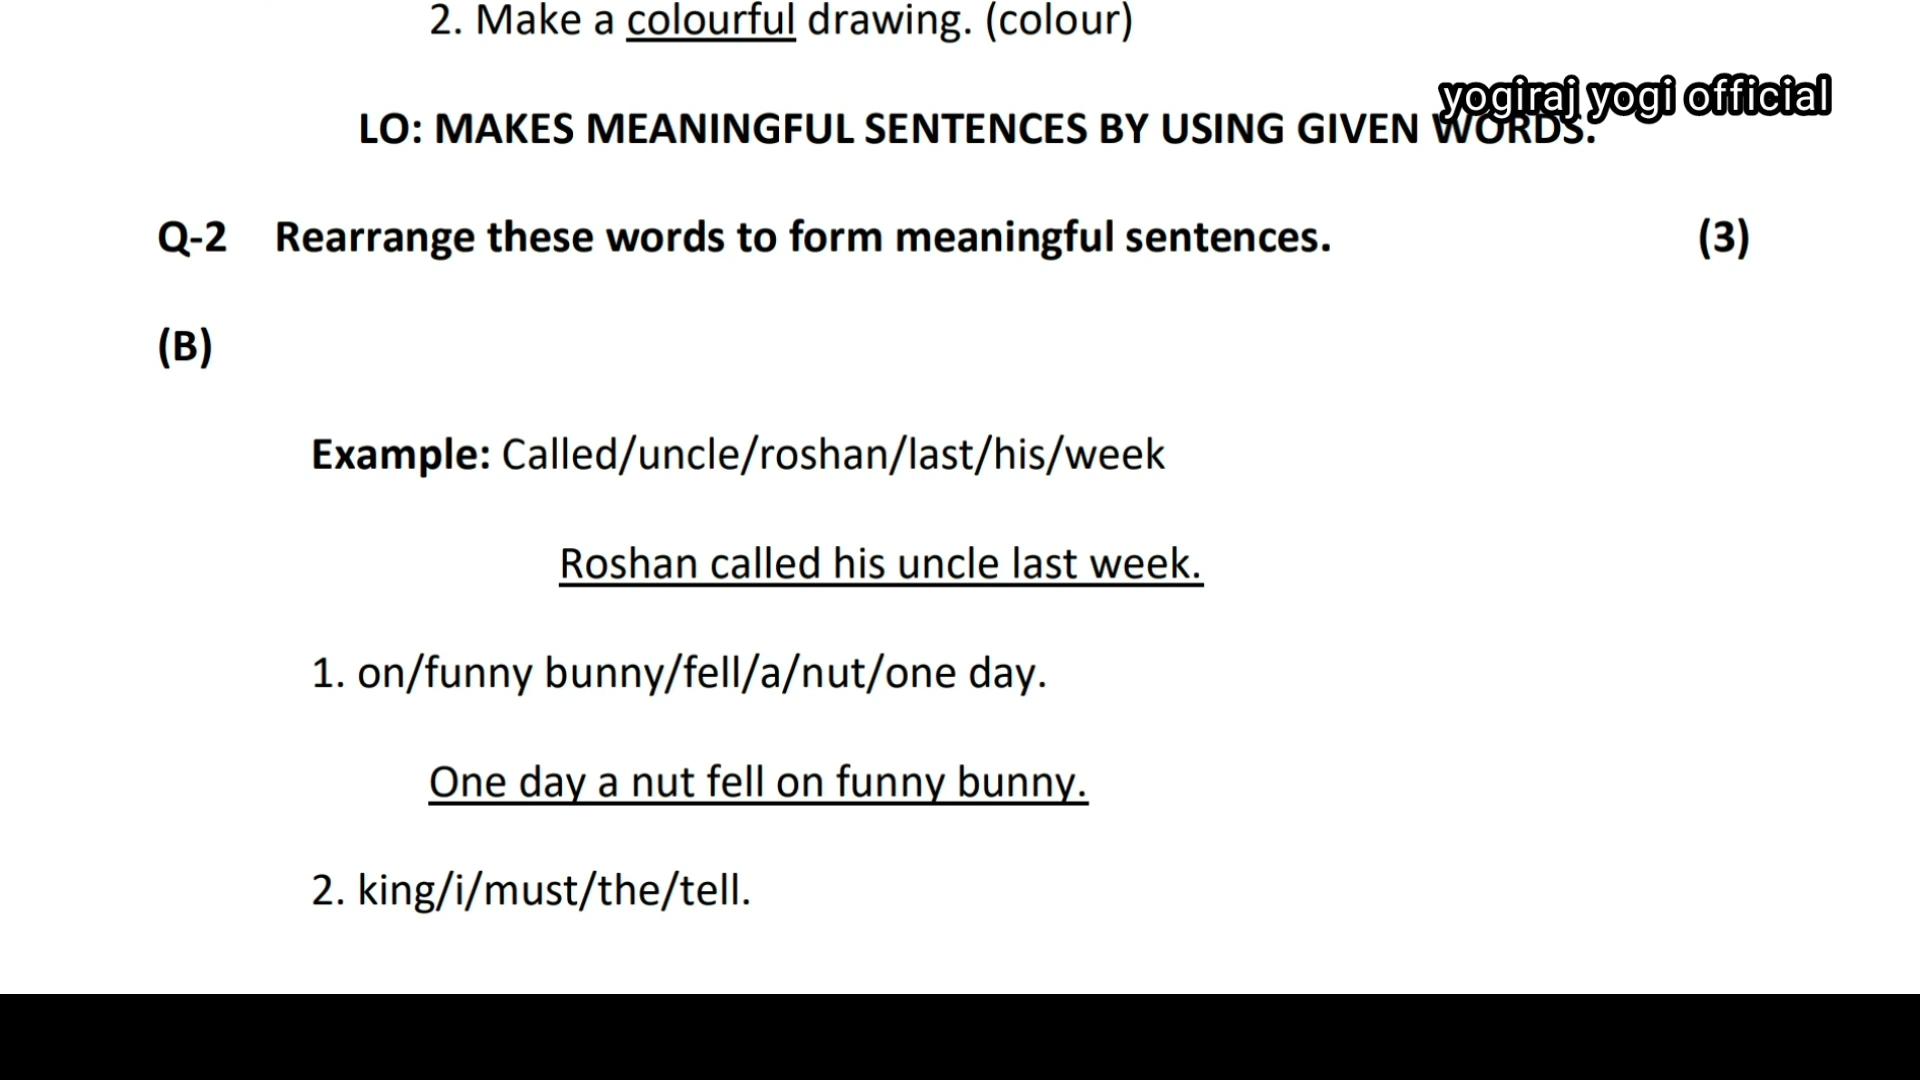 2. Make a colourful drawing. (colour)
yogiraj yogi official
LO: MAKES MEANINGFUL SENTENCES BY USING GIVEN WORDS.
Q-2 Rearrange these words to form meaningful sentences. (3)
(B)
Example: Called/uncle/roshan/last/his/week
Roshan called his uncle last week.
1. on/funny bunny/fell/a/nut/one day.
One day a nut fell on funny bunny.
2. king/i/must/the/tell.